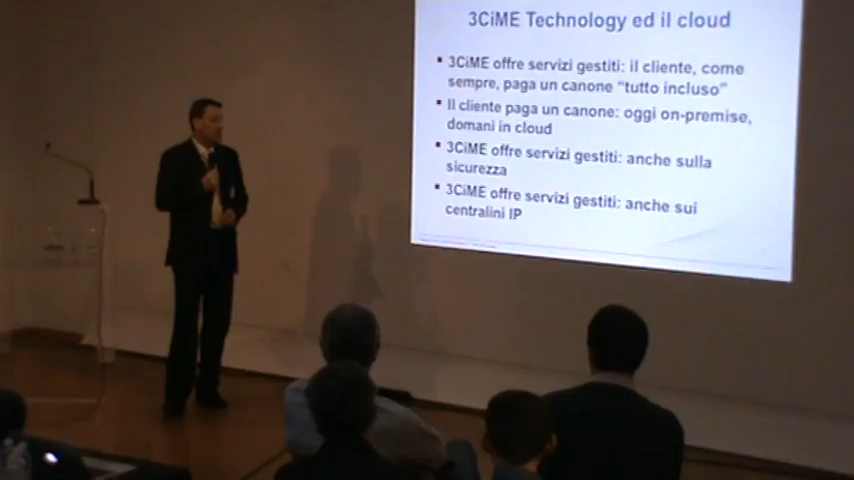 3CiME Technology ed il cloud
▪ 3CiME offre servizi gestiti: il cliente, come
sempre, paga un canone "tutto incluso"
▪ Il cliente paga un canone: oggi on-premise,
domani in cloud
▪ 3CiME offre servizi gestiti: anche sulla
sicurezza
▪ 3CiME offre servizi gestiti: anche sui
centralini IP